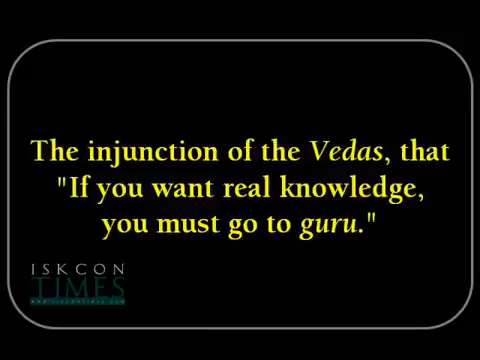 The injunction of the Vedas, that
"If you want real knowledge,
you must go to guru."
ISKCON
TIMES